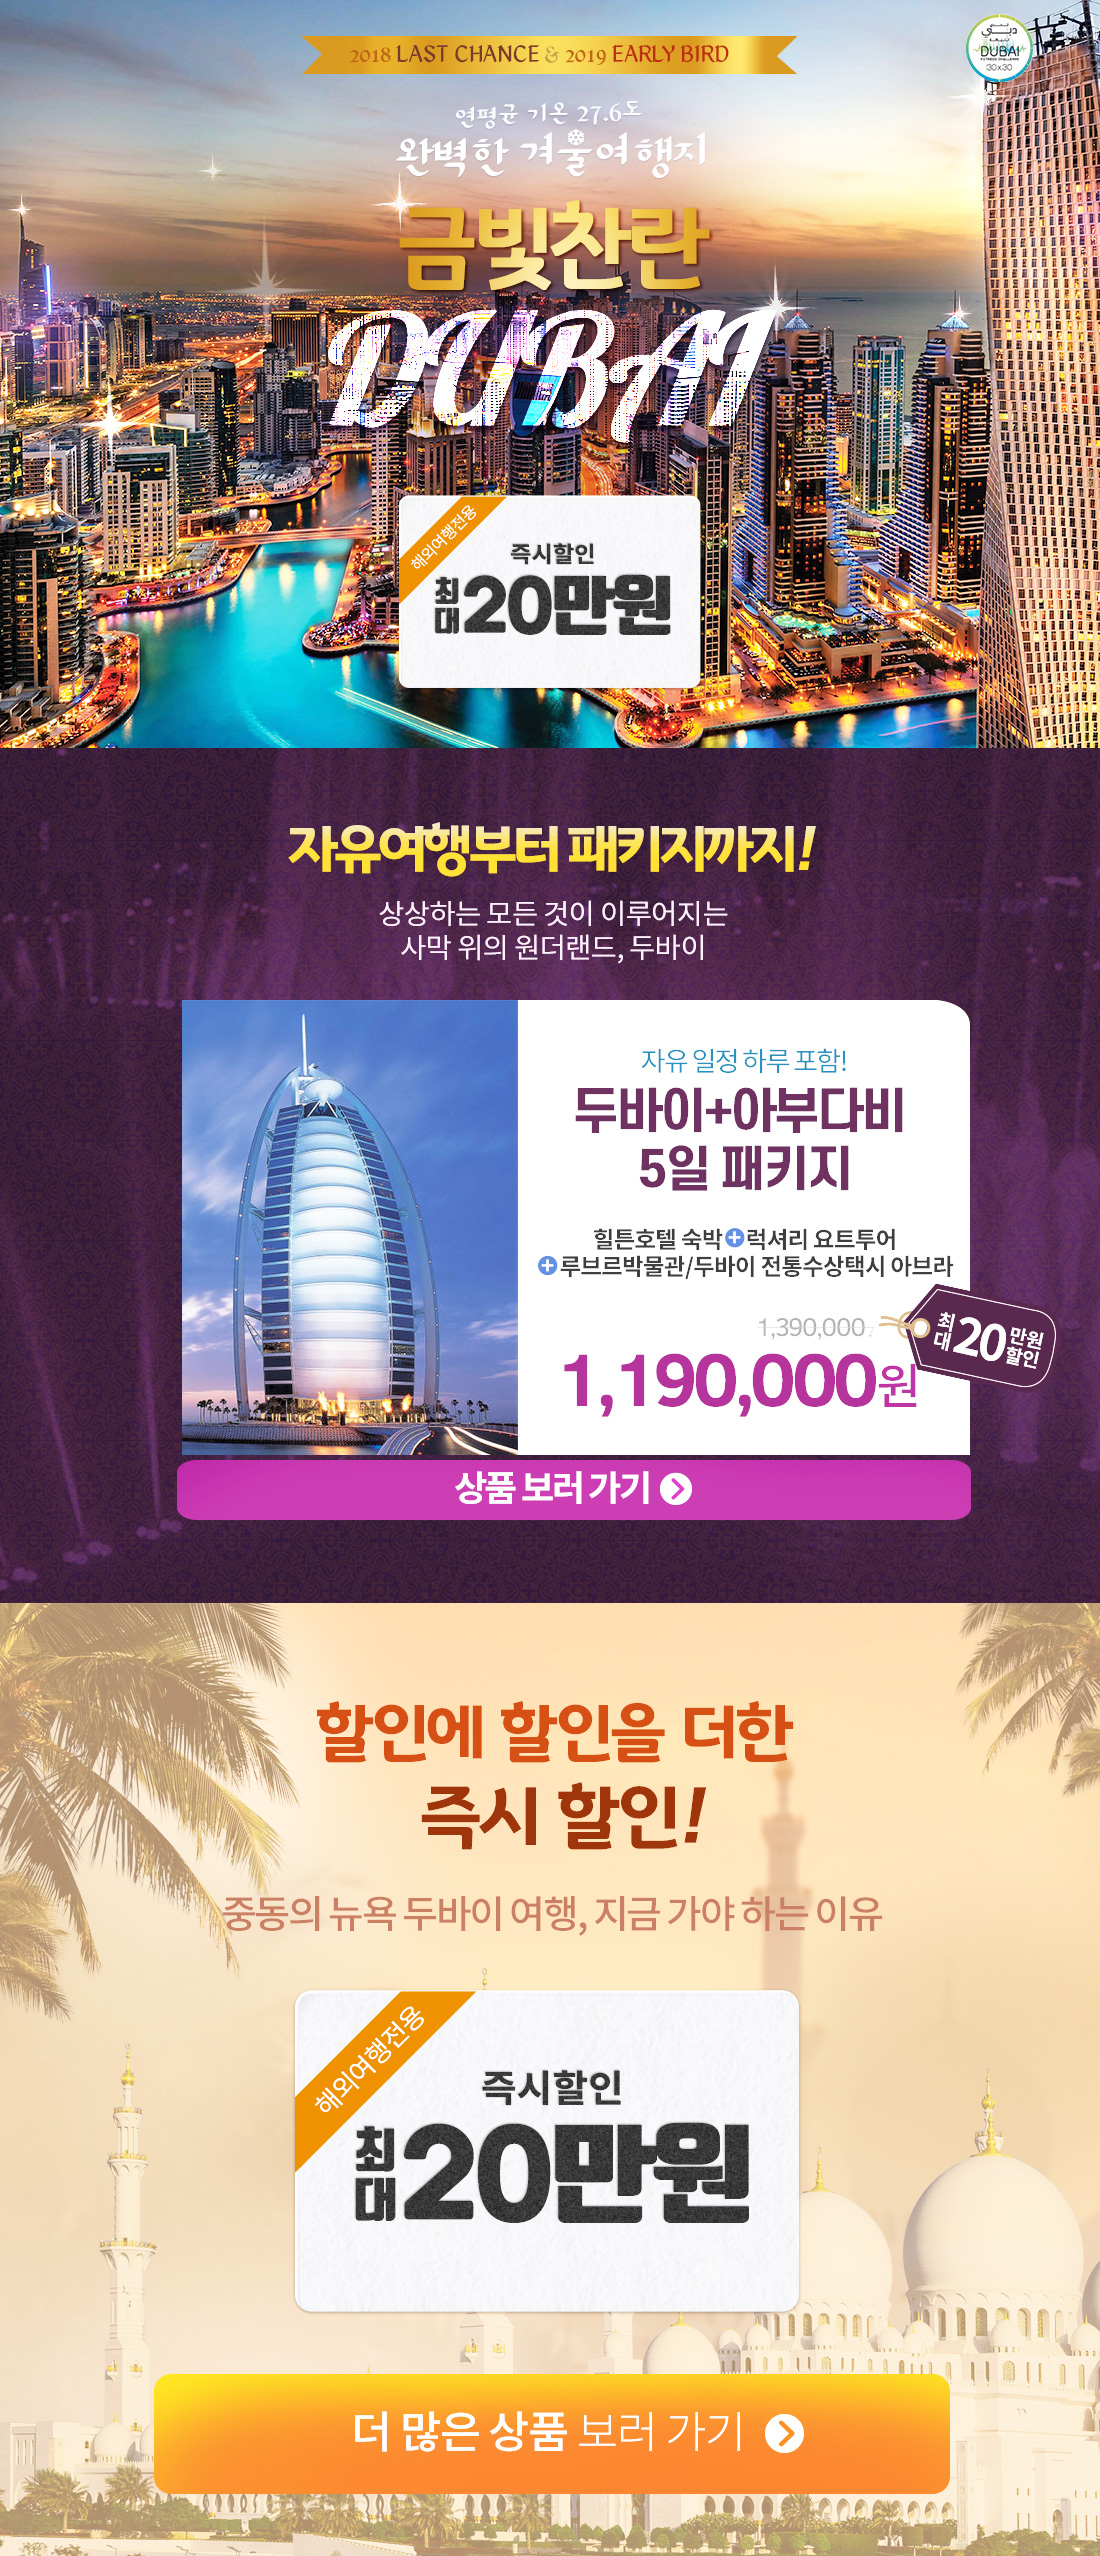 2018 LAST CHANCE & 2019 EARLY BIRD
دبي
DUBAI
FITNESS CHALLENGE
30x30
연평균 기온 27.6도
완벽한 겨울여행지
금빛찬란
DUBAI
해외여행전용
즉시할인
최대 20만원
자유여행부터 패키지까지!
상상하는 모든 것이 이루어지는
사막 위의 원더랜드, 두바이
자유 일정 하루 포함!
두바이+아부다비
5일 패키지
힐튼호텔 숙박+럭셔리 요트투어
+루브르박물관/두바이 전통수상택시 아브라
1,390,000
최대 20만원 할인
1,190,000원
상품 보러 가기
할인에 할인을 더한
즉시 할인!
중동의 뉴욕 두바이 여행, 지금 가야 하는 이유
해외여행전용
즉시할인
최대 20만원
더 많은 상품 보러 가기